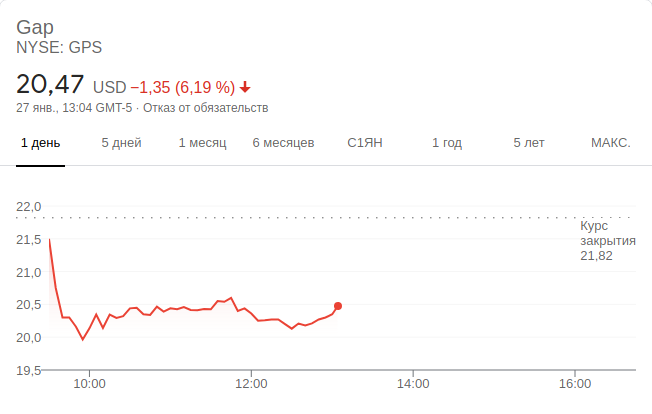 Gap
NYSE: GPS
20,47 USD −1,35 (6,19 %)
27 янв., 13:04 GMT-5 · Отказ от обязательств
1 день 5 дней 1 месяц 6 месяцев С1ЯН 1 год 5 лет МАКС.
22,0
Курс
закрытия
21,82
21,5
21,0
20,5
20,0
19,5
10:00 12:00 14:00 16:00